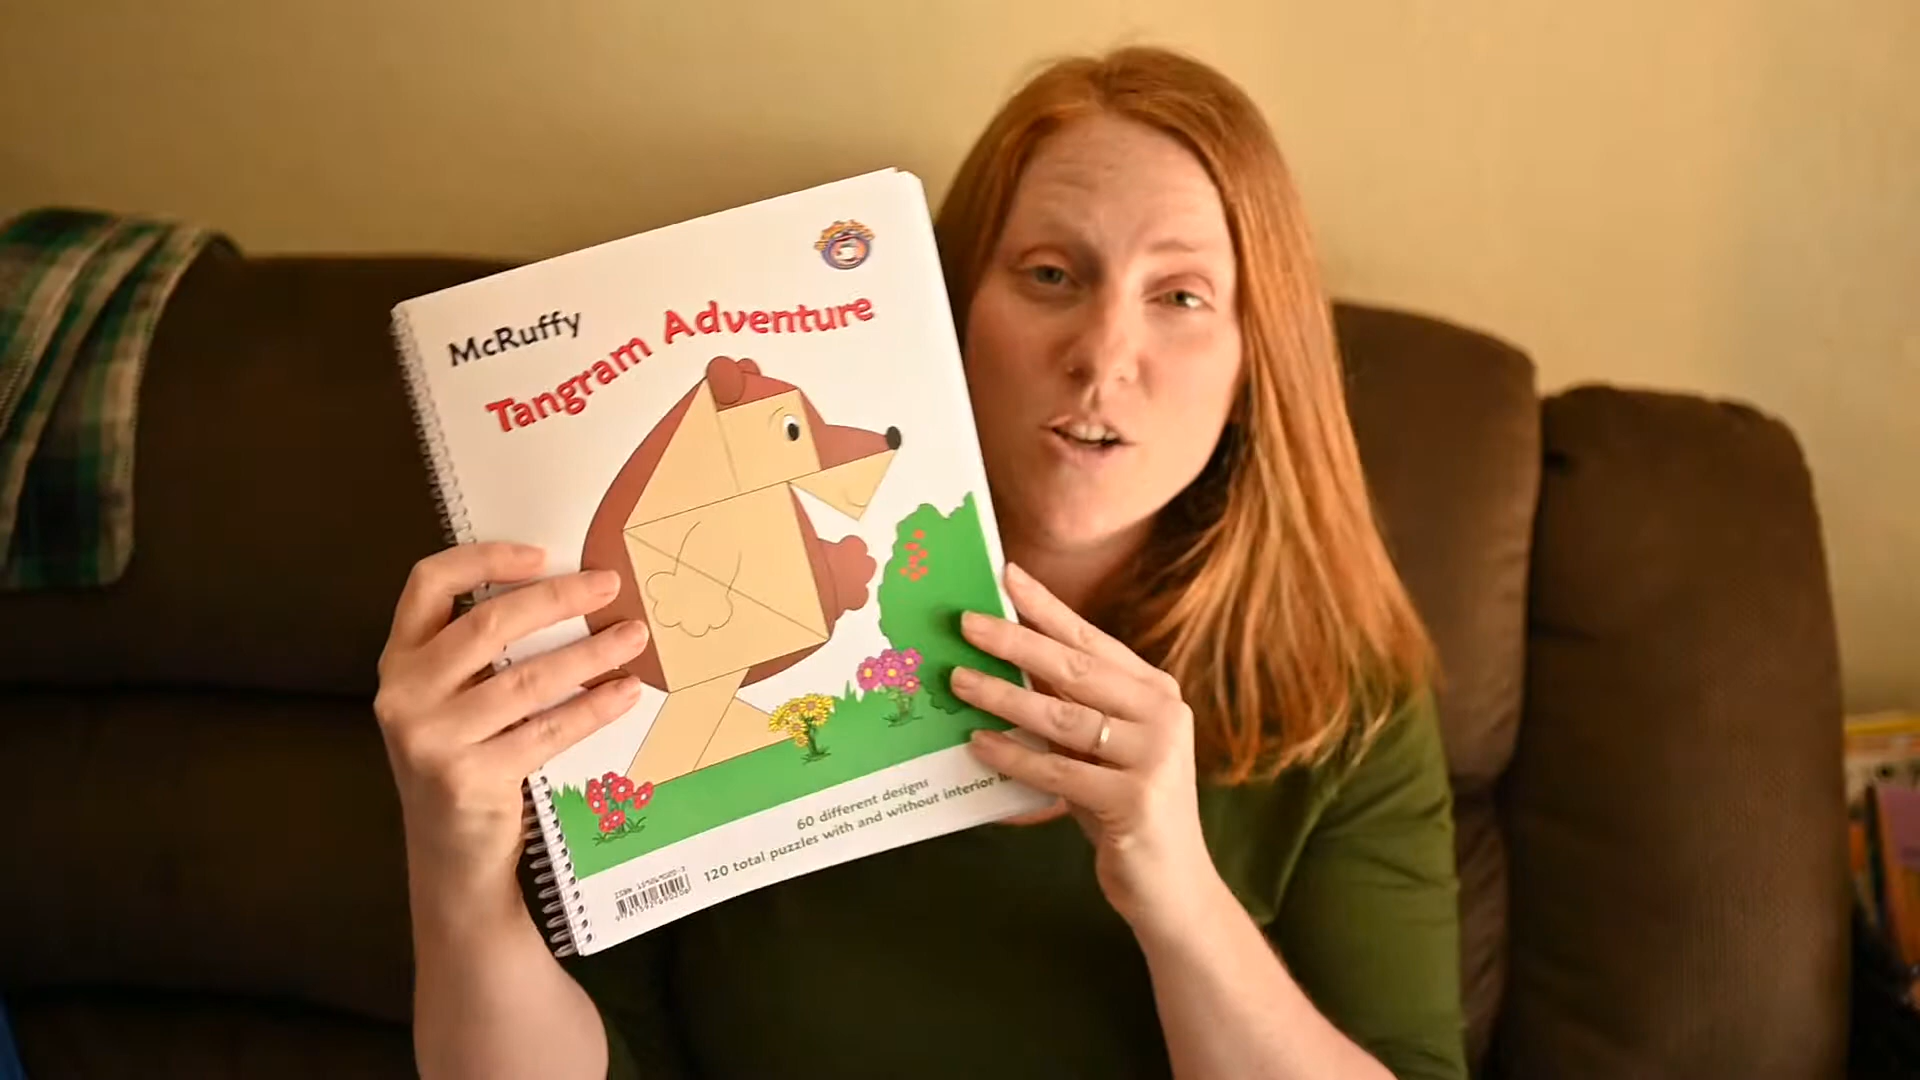 McRuffy
Tangram Adventure
60 different designs
120 total puzzles with and without interior